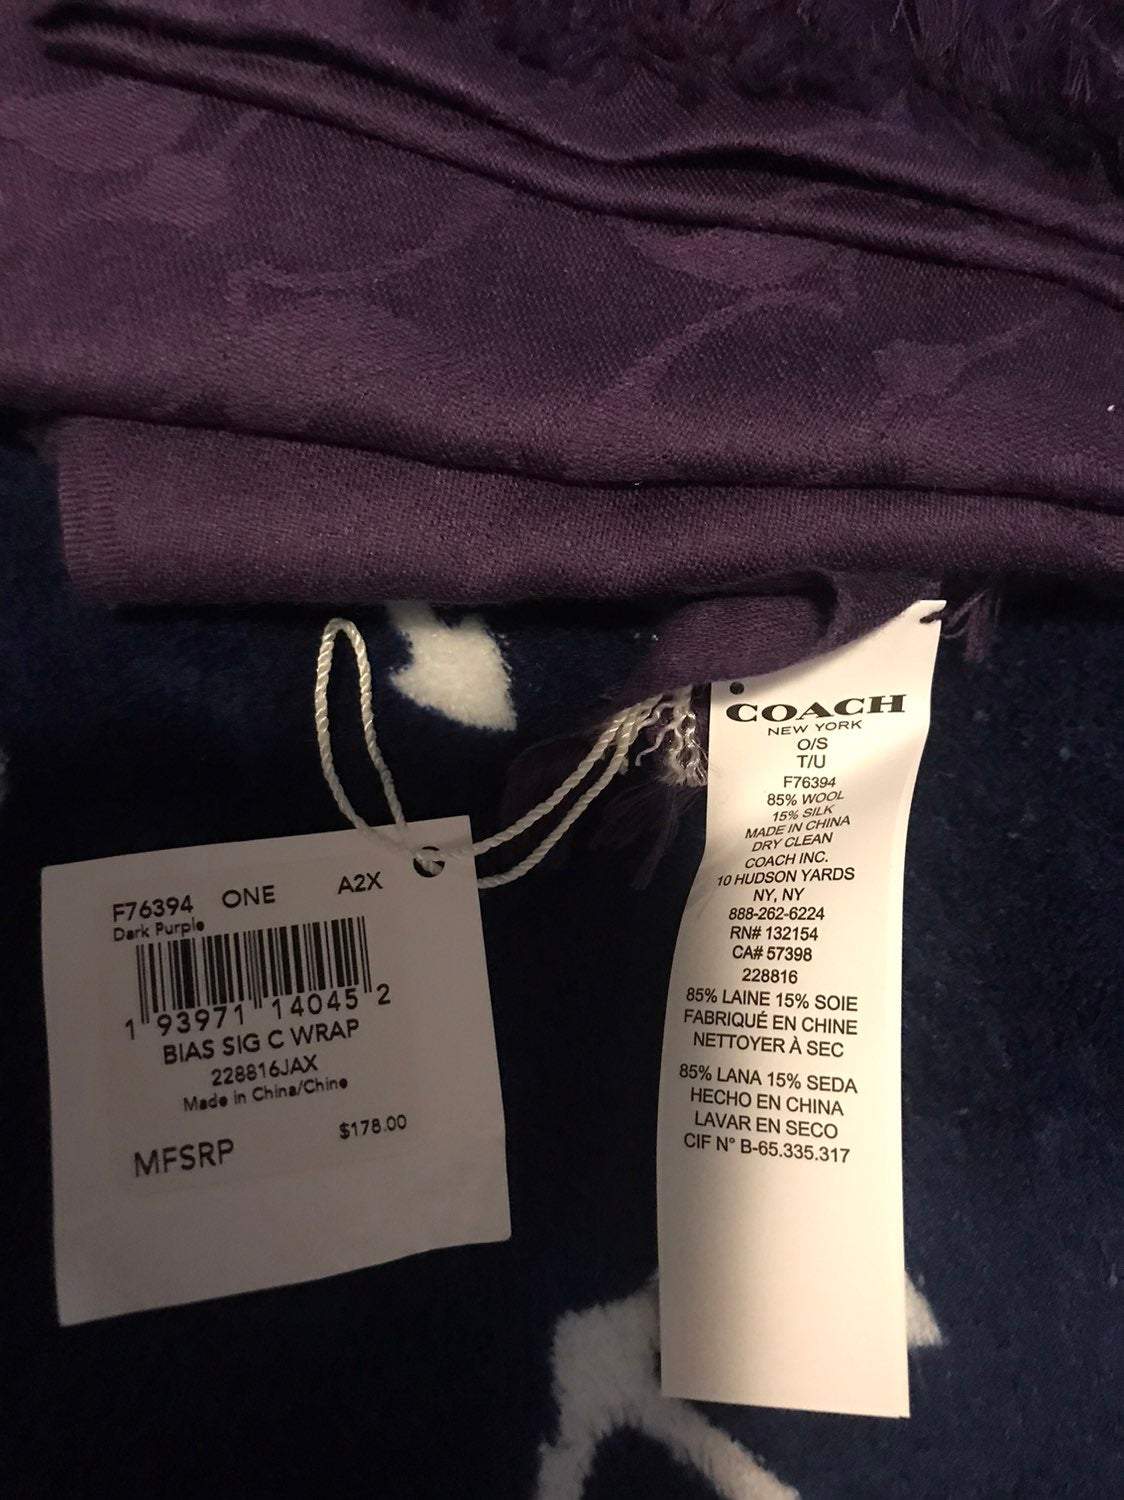 F76394 ONE A2X
Dark Purple
1 93971 14045 2
BIAS SIG C WRAP
228816JAX
Made in China/Chine
$178.00
MFSRP
COACH
NEW YORK
O/S
T/U
F76394
85% WOOL
15% SILK
MADE IN CHINA
DRY CLEAN
COACH INC.
10 HUDSON YARDS
NY, NY
888-262-6224
RN# 132154
CA# 57398
228816
85% LAINE 15% SOIE
FABRIQUÉ EN CHINE
NETTOYER À SEC
85% LANA 15% SEDA
HECHO EN CHINA
LAVAR EN SECO
CIF N° B-65.335.317